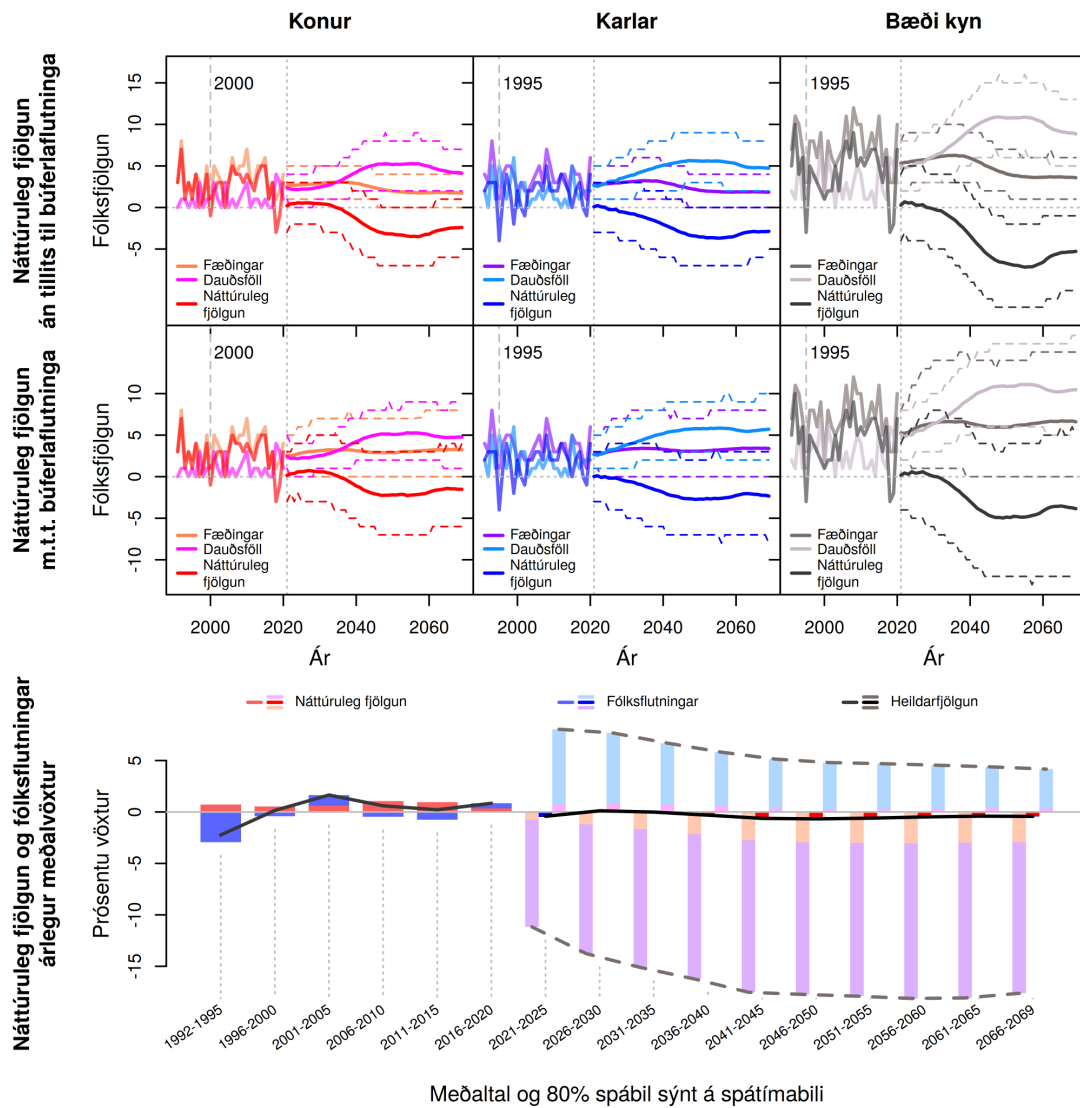 Konur
Karlar
Bæði kyn
Náttúruleg fjölgun
án tillits til búferlaflutninga
Fólksfjölgun
15
10
5
0
-5
2000
Fæðingar
Dauðsföll
Náttúruleg
fjölgun
1995
Fæðingar
Dauðsföll
Náttúruleg
fjölgun
1995
Fæðingar
Dauðsföll
Náttúruleg
fjölgun
Náttúruleg fjölgun
m.t.t. búferlaflutninga
Fólksfjölgun
10
5
0
-5
-10
2000
Fæðingar
Dauðsföll
Náttúruleg
fjölgun
1995
Fæðingar
Dauðsföll
Náttúruleg
fjölgun
1995
Fæðingar
Dauðsföll
Náttúruleg
fjölgun
2000 2020 2040 2060
2000 2020 2040 2060
2000 2020 2040 2060
Ár
Ár
Ár
Náttúruleg fjölgun og fólksflutningar
árlegur meðalvöxtur
Náttúruleg fjölgun
Fólksflutningar
Heildarfjölgun
Prósentu vöxtur
5
0
-5
-10
-15
1992-1995
1996-2000
2001-2005
2006-2010
2011-2015
2016-2020
2021-2025
2026-2030
2031-2035
2036-2040
2041-2045
2046-2050
2051-2055
2056-2060
2061-2065
2066-2069
Meðaltal og 80% spábil sýnt á spátímabili